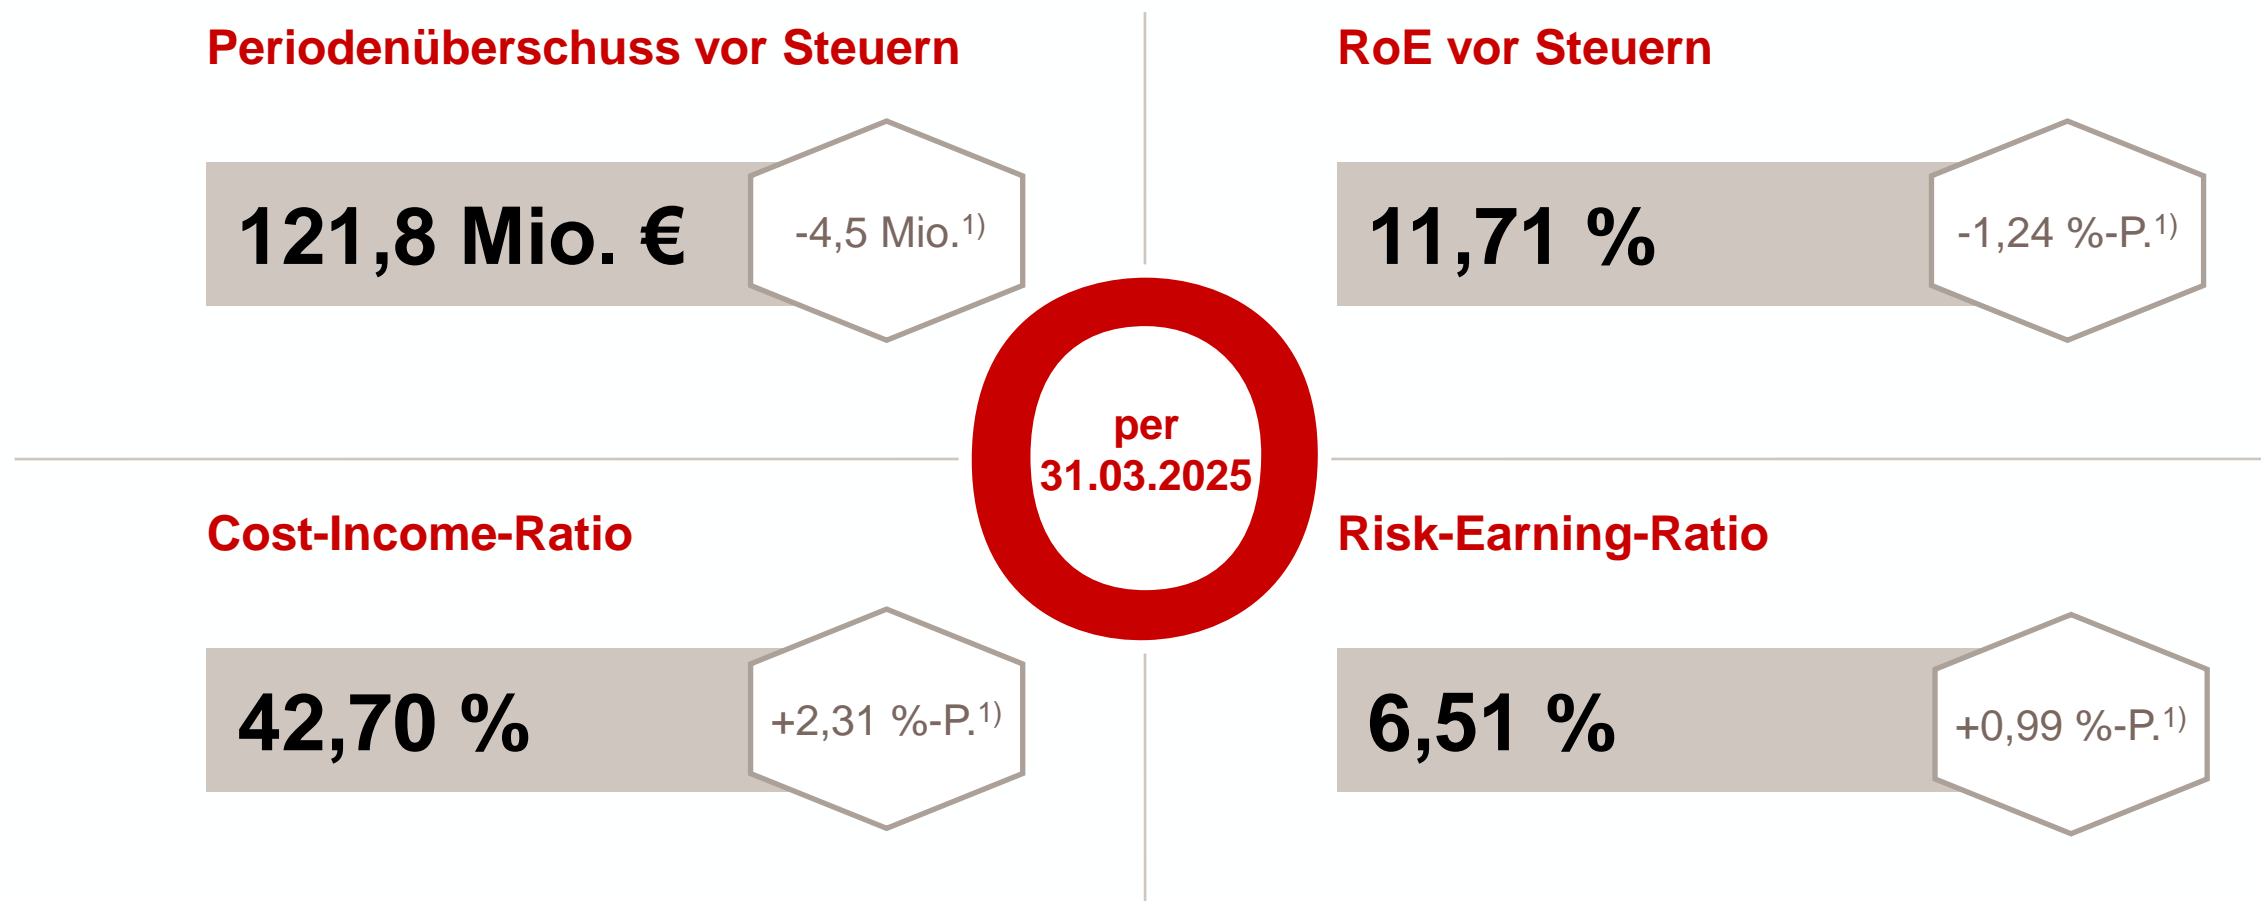 Periodenüberschuss vor Steuern
121,8 Mio. €
-4,5 Mio.1)
RoE vor Steuern
11,71 %
-1,24 %-P.1)
per
31.03.2025
Cost-Income-Ratio
42,70 %
+2,31 %-P.1)
Risk-Earning-Ratio
6,51 %
+0,99 %-P.1)